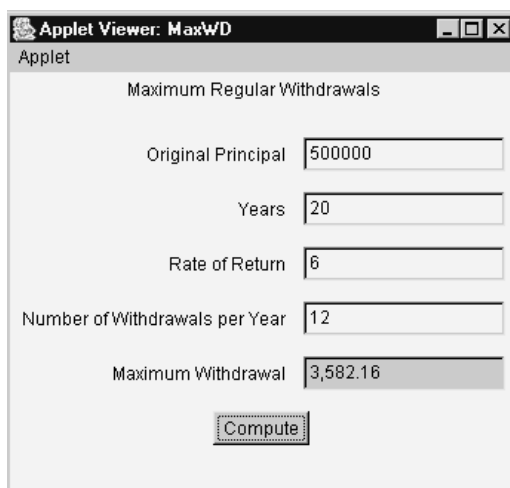 Applet Viewer: MaxWD
Applet
Maximum Regular Withdrawals
Original Principal 500000
Years 20
Rate of Return 6
Number of Withdrawals per Year 12
Maximum Withdrawal 3,582.16
Compute